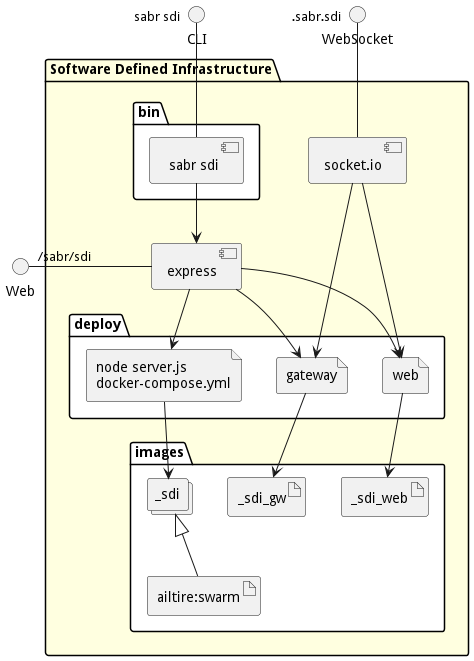 sabr sdi
.sabr.sdi
CLI
WebSocket
Software Defined Infrastructure
bin
sabr sdi
socket.io
/sabr/sdi
express
Web
deploy
node server.js
docker-compose.yml
gateway
web
images
_sdi
_sdi_gw
_sdi_web
ailtire:swarm